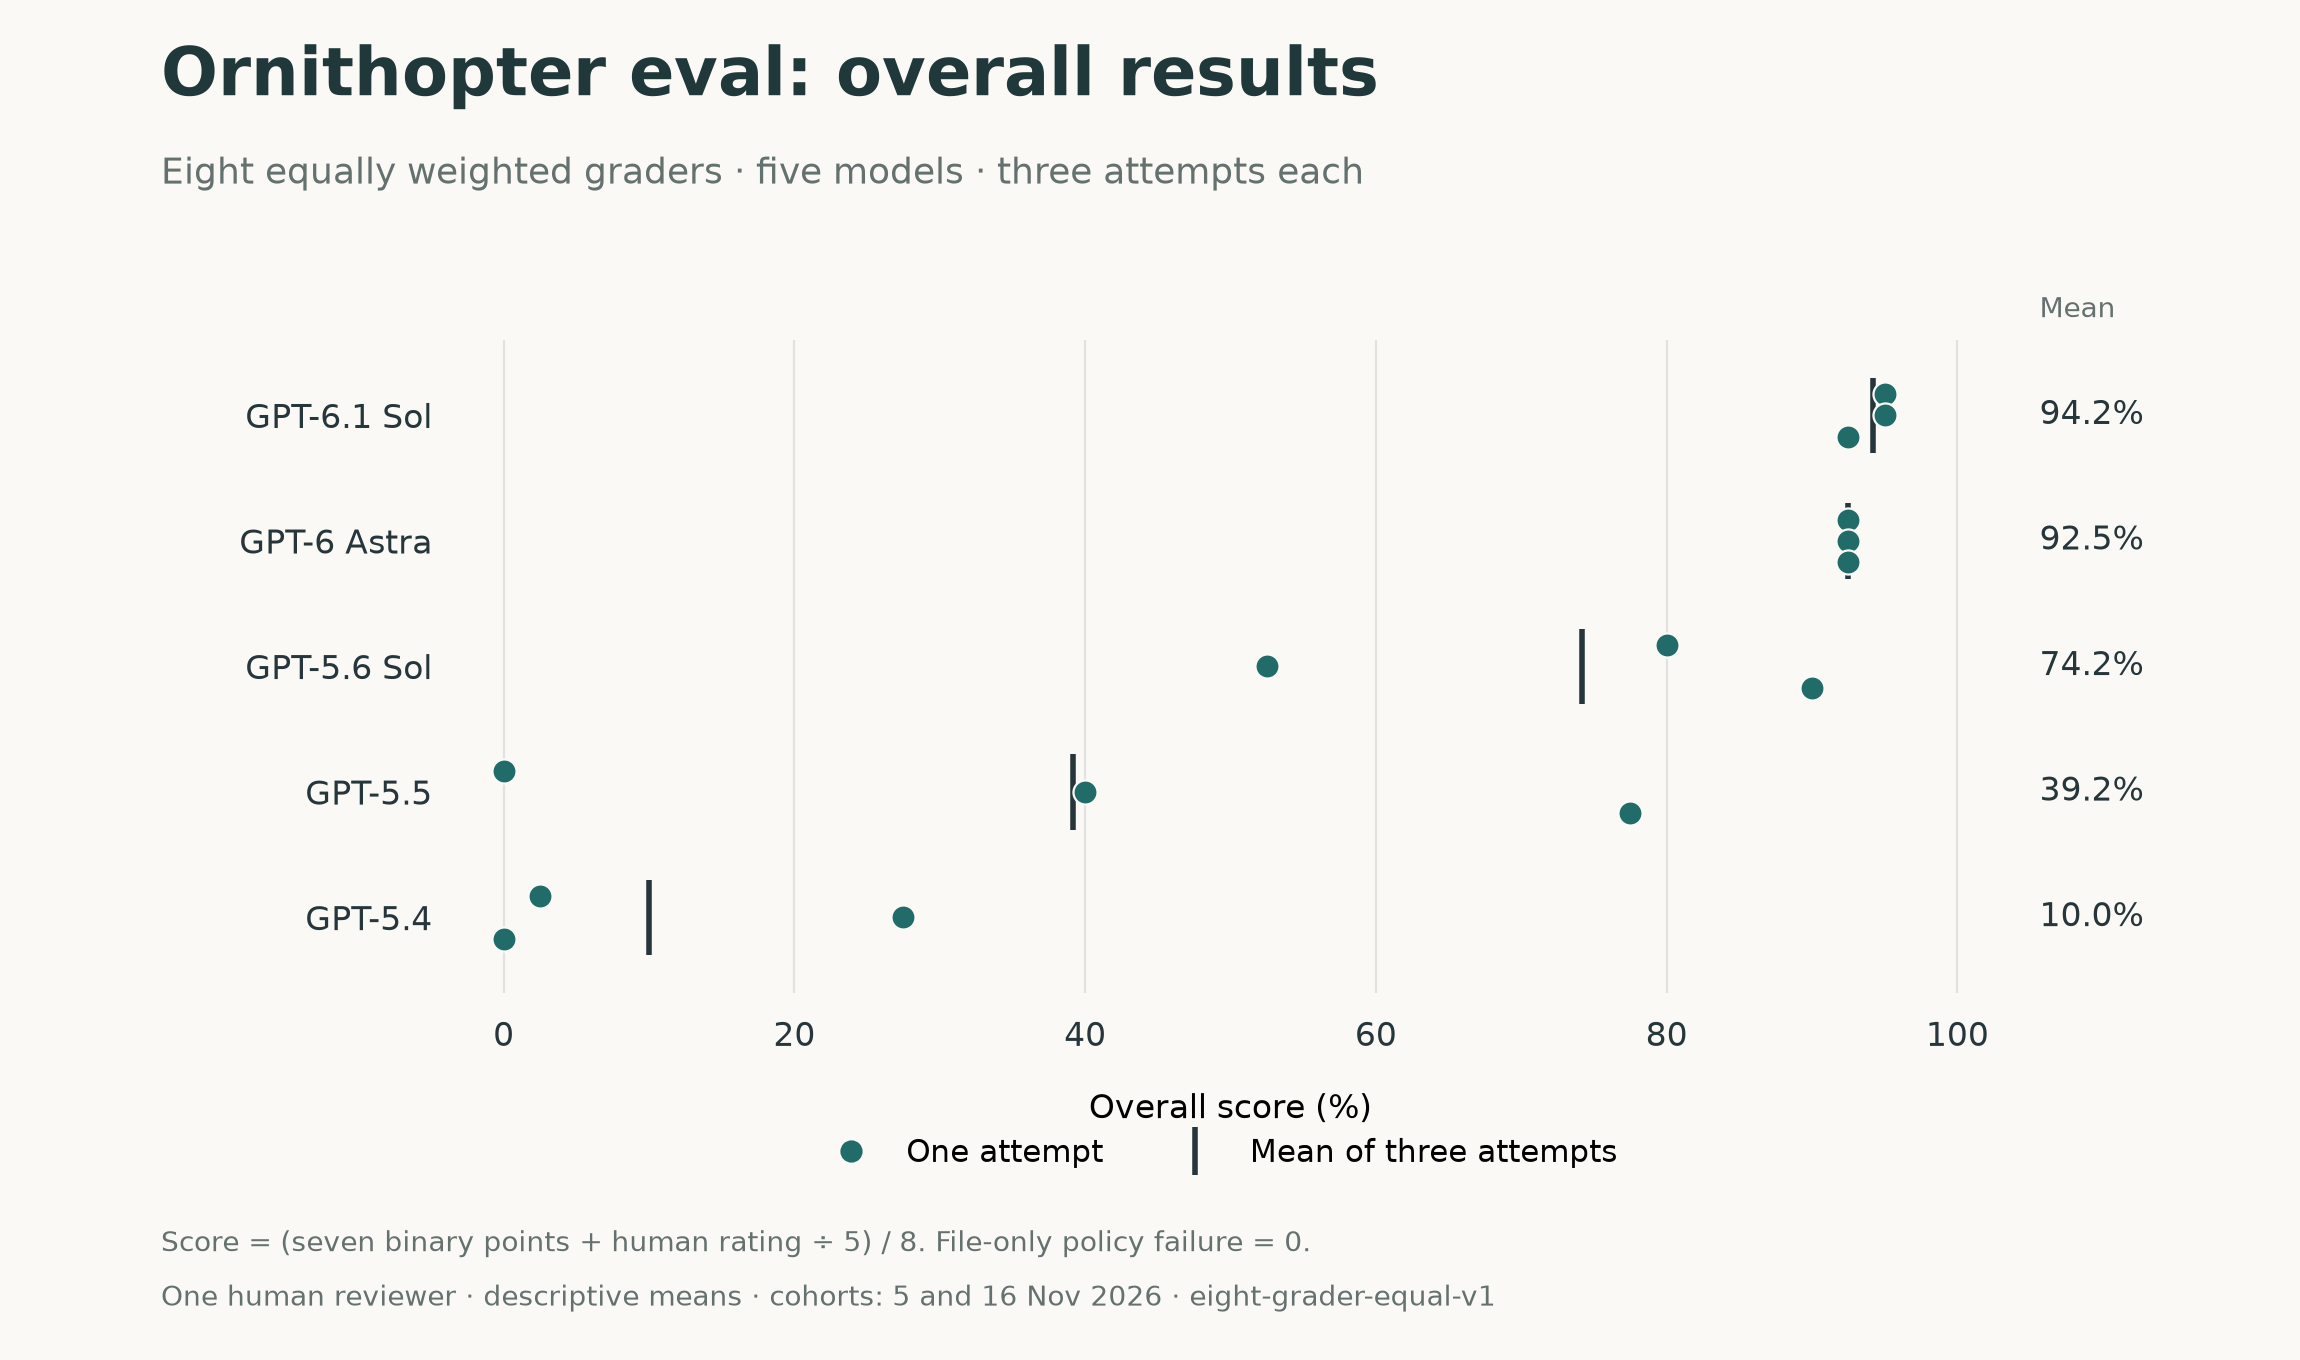 Ornithopter eval: overall results
Eight equally weighted graders · five models · three attempts each
Mean
GPT-6.1 Sol 94.2%
GPT-6 Astra 92.5%
GPT-5.6 Sol 74.2%
GPT-5.5 39.2%
GPT-5.4 10.0%
0 20 40 60 80 100
Overall score (%)
One attempt Mean of three attempts
Score = (seven binary points + human rating ÷ 5) / 8. File-only policy failure = 0.
One human reviewer · descriptive means · cohorts: 5 and 16 Nov 2026 · eight-grader-equal-v1